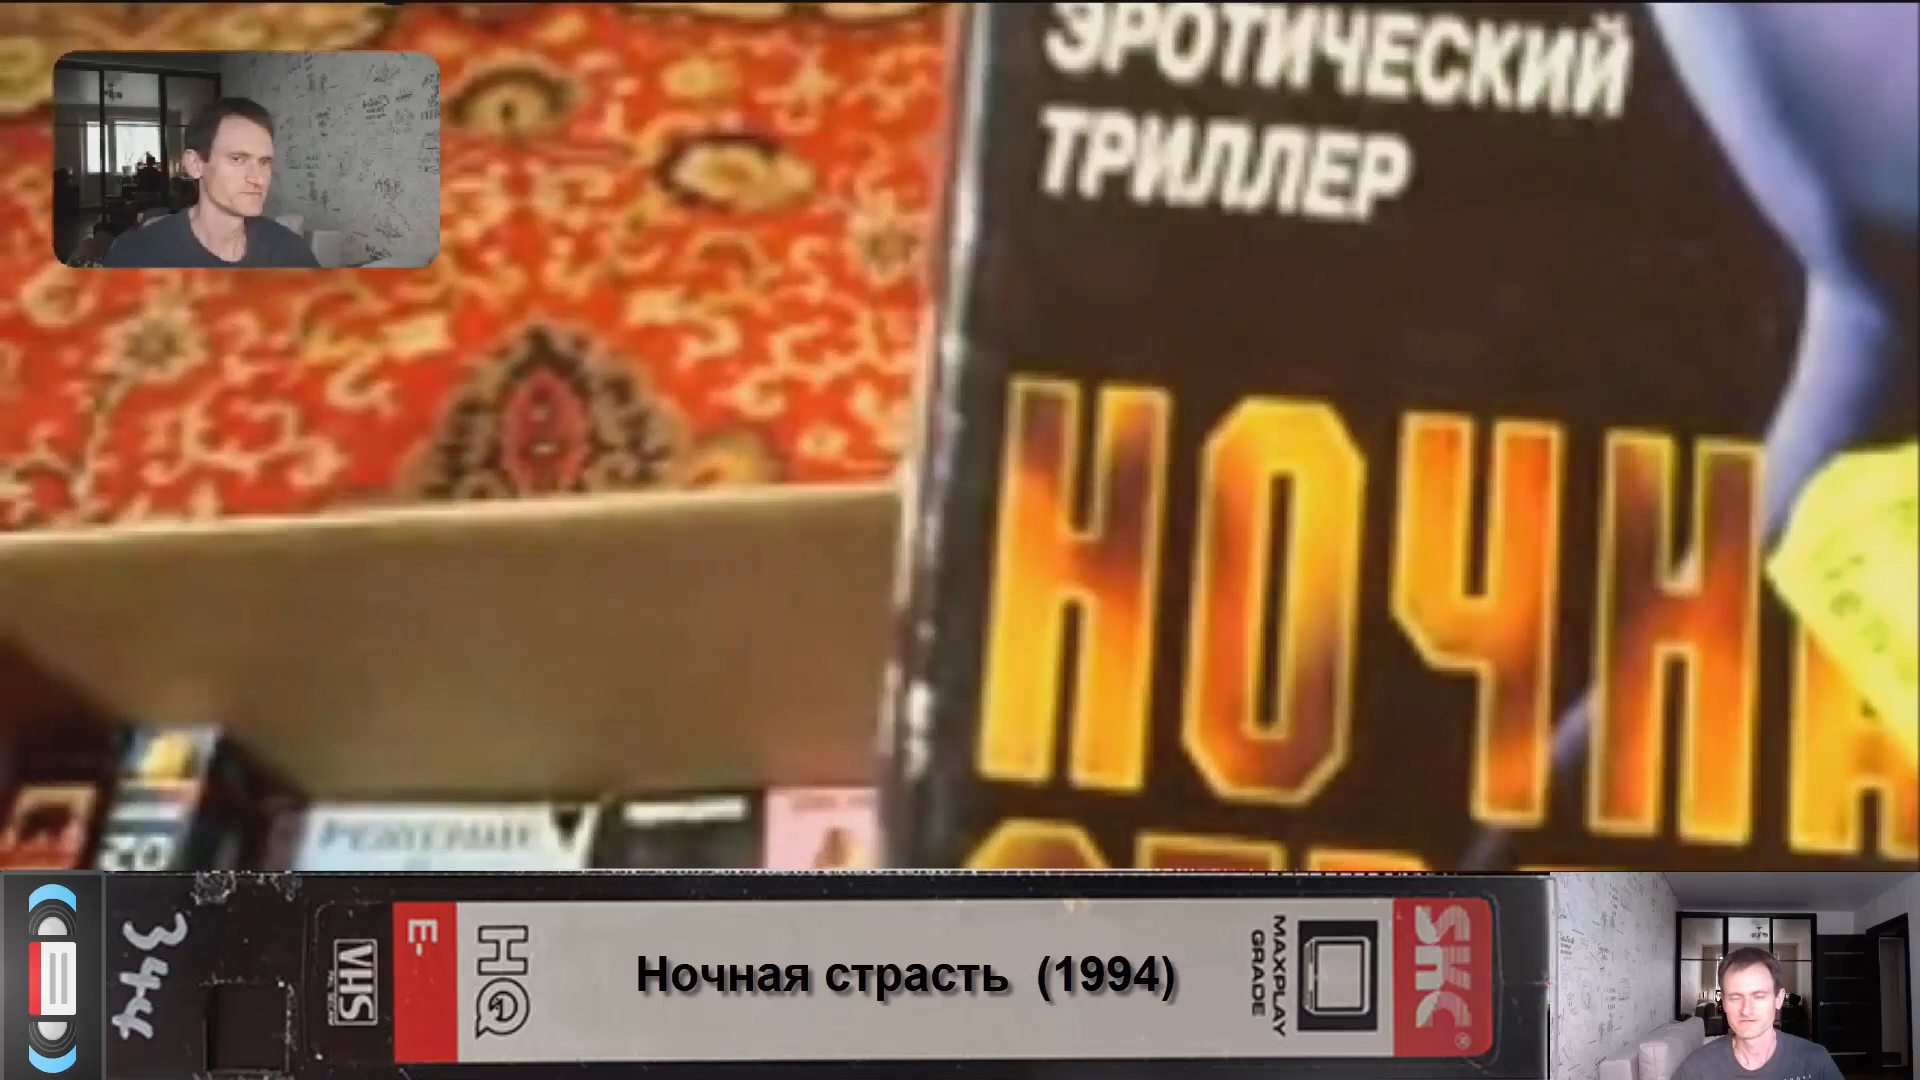 ЭРОТИЧЕСКИЙ
ТРИЛЛЕР
НОЧНА
344
VHS
E-
HQ
Ночная страсть (1994)
MAXPLAY
GRADE
SKC